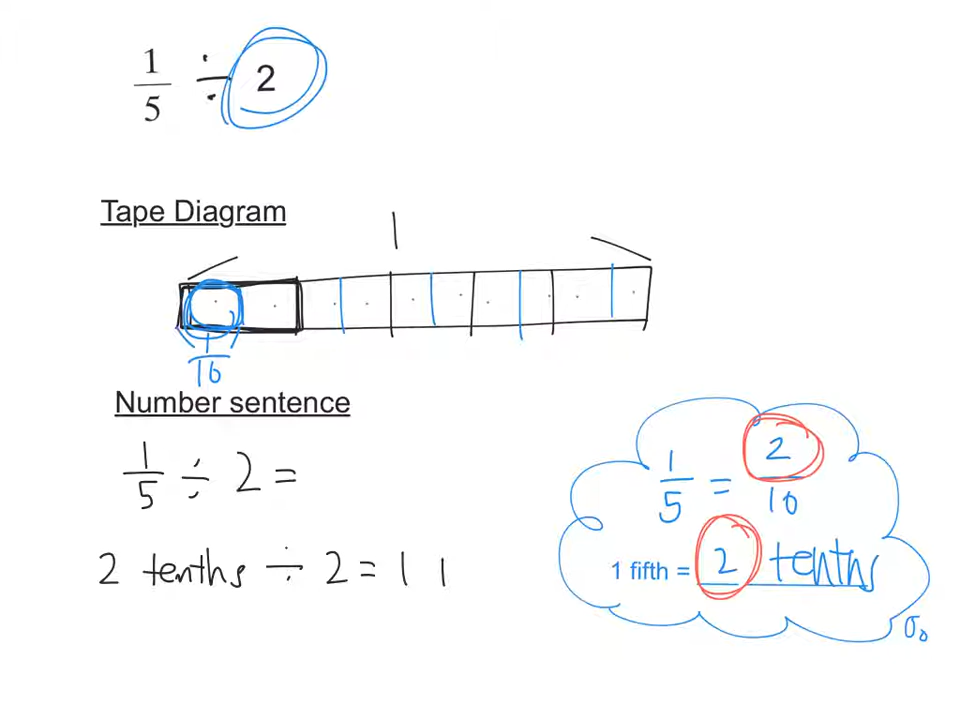 1/5 ÷ 2
Tape Diagram
1
1/10
Number sentence
1/5 ÷ 2 =
2 tenths ÷ 2 = 1 1
1/5 = 2/10
1 fifth = 2 tenths